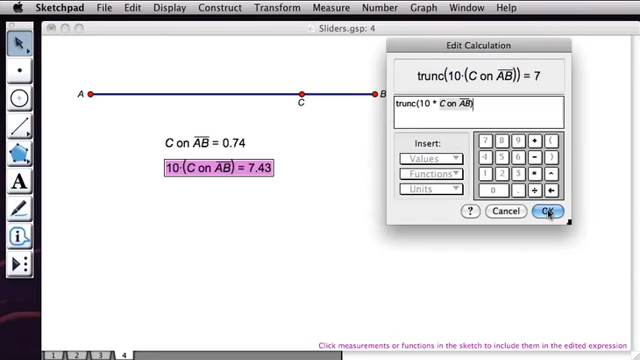 Sketchpad File Edit Display Construct Transform Measure Number Graph Window Help
Sliders.gsp: 4
Edit Calculation
trunc(10·(C on AB)) = 7
trunc(10 * C on AB)
Insert:
Values
Functions
Units
7 8 9 + (
4 5 6 - )
1 2 3 * ^
0 . ÷ ←
? Cancel OK
A
C
B
C on AB = 0.74
10·(C on AB) = 7.43
A
i
Click measurements or functions in the sketch to include them in the edited expression
1 2 3 4